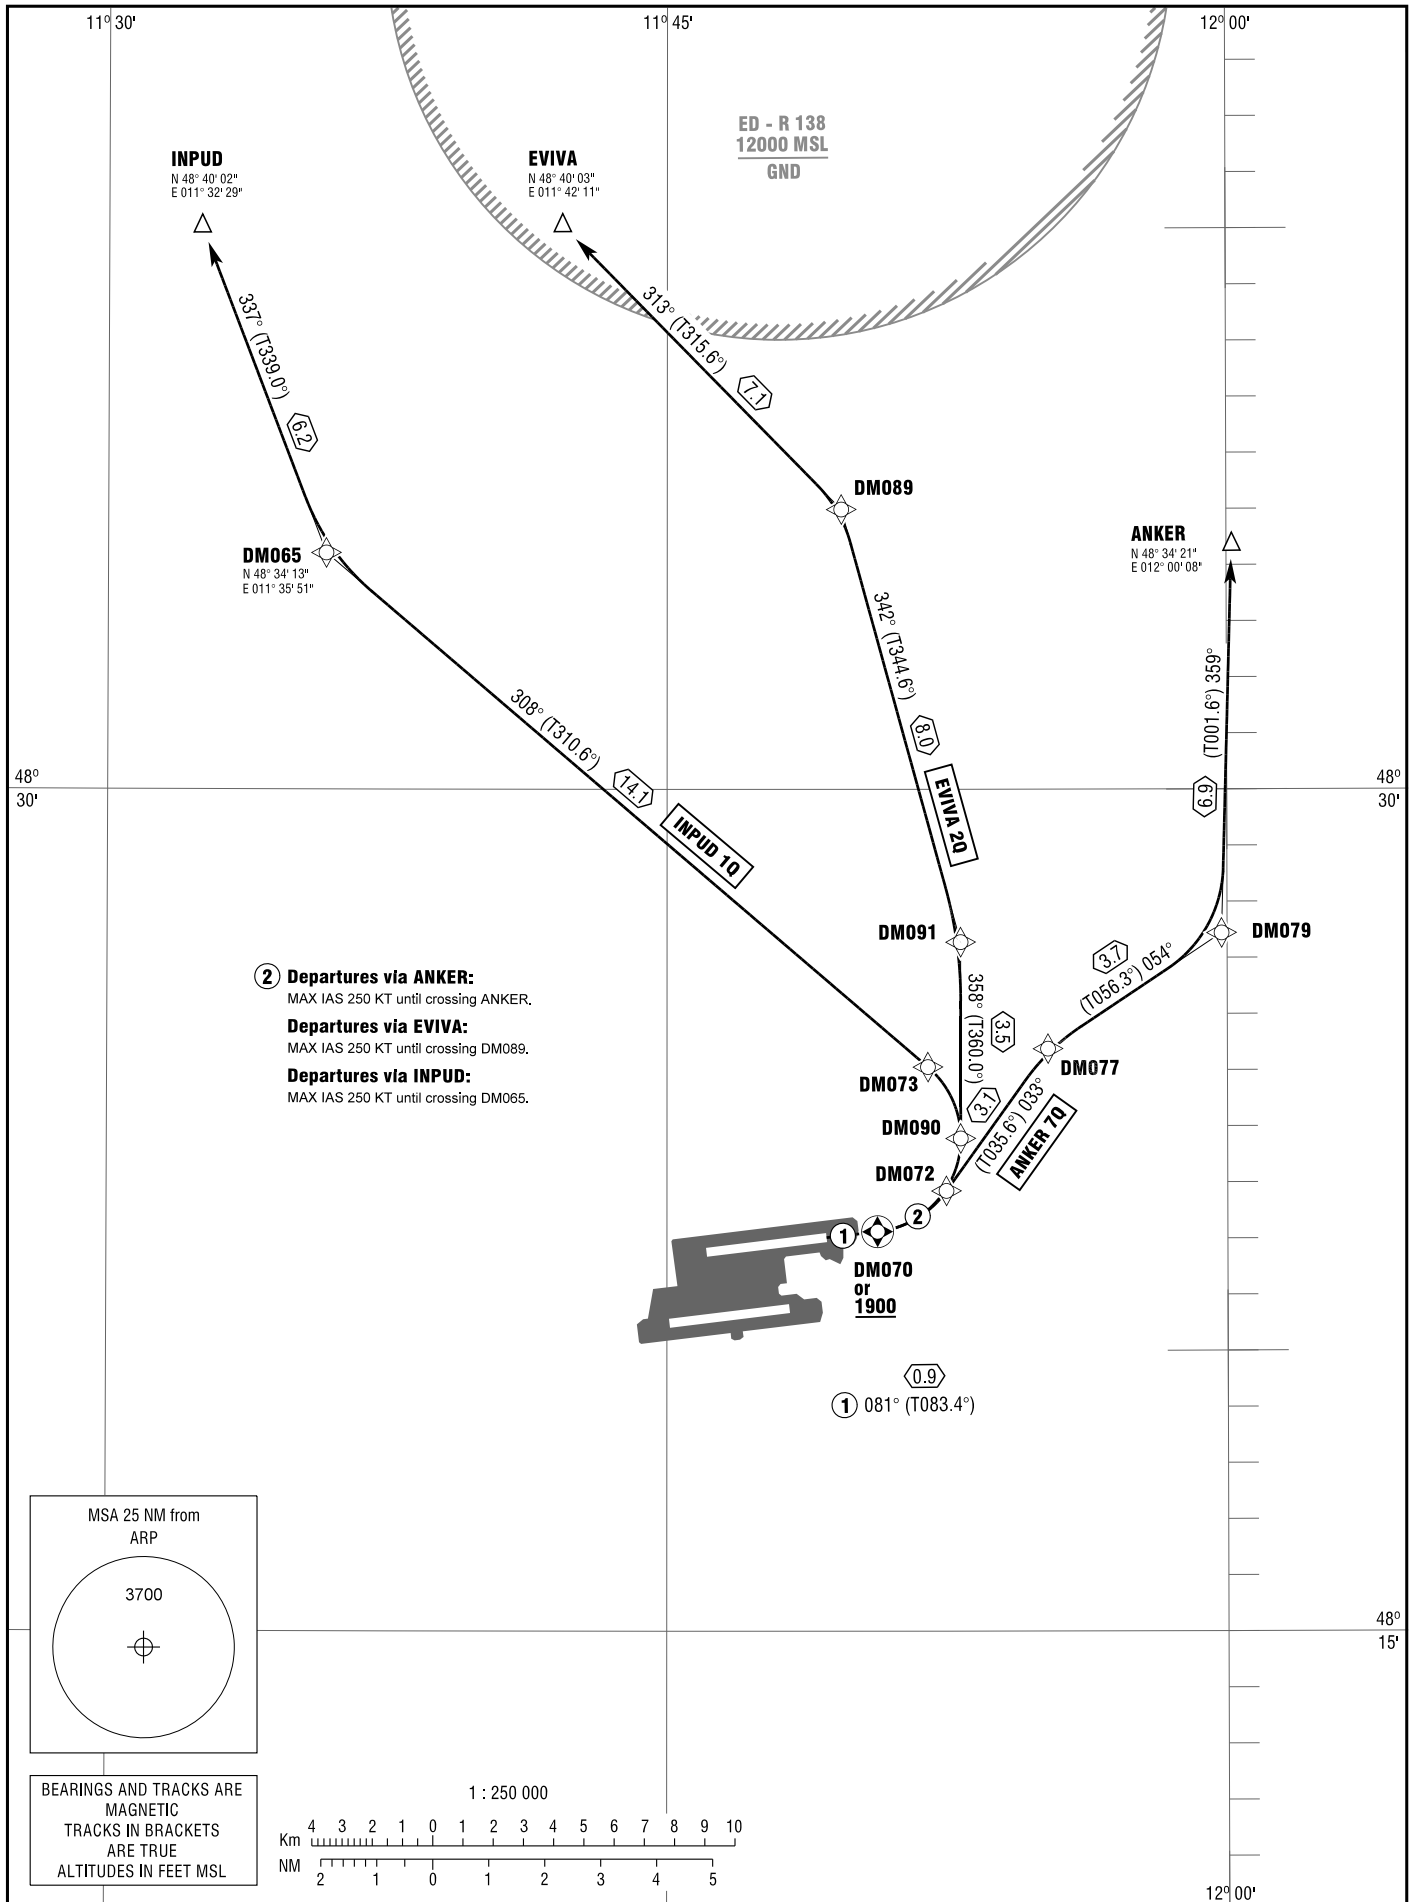 11° 30'
11° 45'
12° 00'
ED - R 138
12000 MSL
GND
INPUD
N 48° 40' 02"
E 011° 32' 29"
EVIVA
N 48° 40' 03"
E 011° 42' 11"
337° (T339.0°)
6.2
313° (T315.6°)
7.1
DM089
ANKER
N 48° 34' 21"
E 012° 00' 08"
DM065
N 48° 34' 13"
E 011° 35' 51"
342° (T344.6°)
8.0
EVIVA 2Q
(T001.6°) 359°
6.9
308° (T310.6°)
14.1
INPUD 1Q
48°
30'
48°
30'
DM091
DM079
3.7
(T056.3°) 054°
358° (T360.0°)
3.5
2 Departures via ANKER:
MAX IAS 250 KT until crossing ANKER.
Departures via EVIVA:
MAX IAS 250 KT until crossing DM089.
Departures via INPUD:
MAX IAS 250 KT until crossing DM065.
DM073
DM077
3.1
(T035.6°) 033°
ANKER 7Q
DM090
DM072
2
1
DM070
or
1900
0.9
1 081° (T083.4°)
MSA 25 NM from
ARP
3700
48°
15'
BEARINGS AND TRACKS ARE
MAGNETIC
TRACKS IN BRACKETS
ARE TRUE
ALTITUDES IN FEET MSL
1 : 250 000
Km 4 3 2 1 0 1 2 3 4 5 6 7 8 9 10
NM 2 1 0 1 2 3 4 5
12° 00'